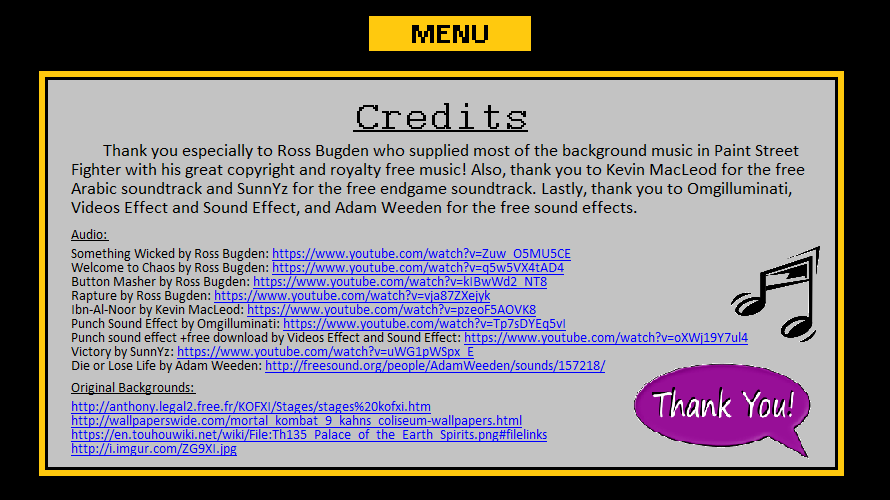 MENU
Credits
Thank you especially to Ross Bugden who supplied most of the background music in Paint Street
Fighter with his great copyright and royalty free music! Also, thank you to Kevin MacLeod for the free
Arabic soundtrack and SunnYz for the free endgame soundtrack. Lastly, thank you to Omgilluminati,
Videos Effect and Sound Effect, and Adam Weeden for the free sound effects.
Audio:
Something Wicked by Ross Bugden: https://www.youtube.com/watch?v=Zuw_O5MU5CE
Welcome to Chaos by Ross Bugden: https://www.youtube.com/watch?v=q5w5VX4tAD4
Button Masher by Ross Bugden: https://www.youtube.com/watch?v=kIBwWd2_NT8
Rapture by Ross Bugden: https://www.youtube.com/watch?v=vja87ZXejyk
Ibn-Al-Noor by Kevin MacLeod: https://www.youtube.com/watch?v=pzeoF5AOVK8
Punch Sound Effect by Omgilluminati: https://www.youtube.com/watch?v=Tp7sDYEq5vI
Punch sound effect +free download by Videos Effect and Sound Effect: https://www.youtube.com/watch?v=oXWj19Y7ul4
Victory by SunnYz: https://www.youtube.com/watch?v=uWG1pWSpx_E
Die or Lose Life by Adam Weeden: http://freesound.org/people/AdamWeeden/sounds/157218/
Original Backgrounds:
http://anthony.legal2.free.fr/KOFXI/Stages/stages%20kofxi.htm
http://wallpaperswide.com/mortal_kombat_9_kahns_coliseum-wallpapers.html
https://en.touhouwiki.net/wiki/File:Th135_Palace_of_the_Earth_Spirits.png#filelinks
http://i.imgur.com/ZG9XI.jpg
Thank You!